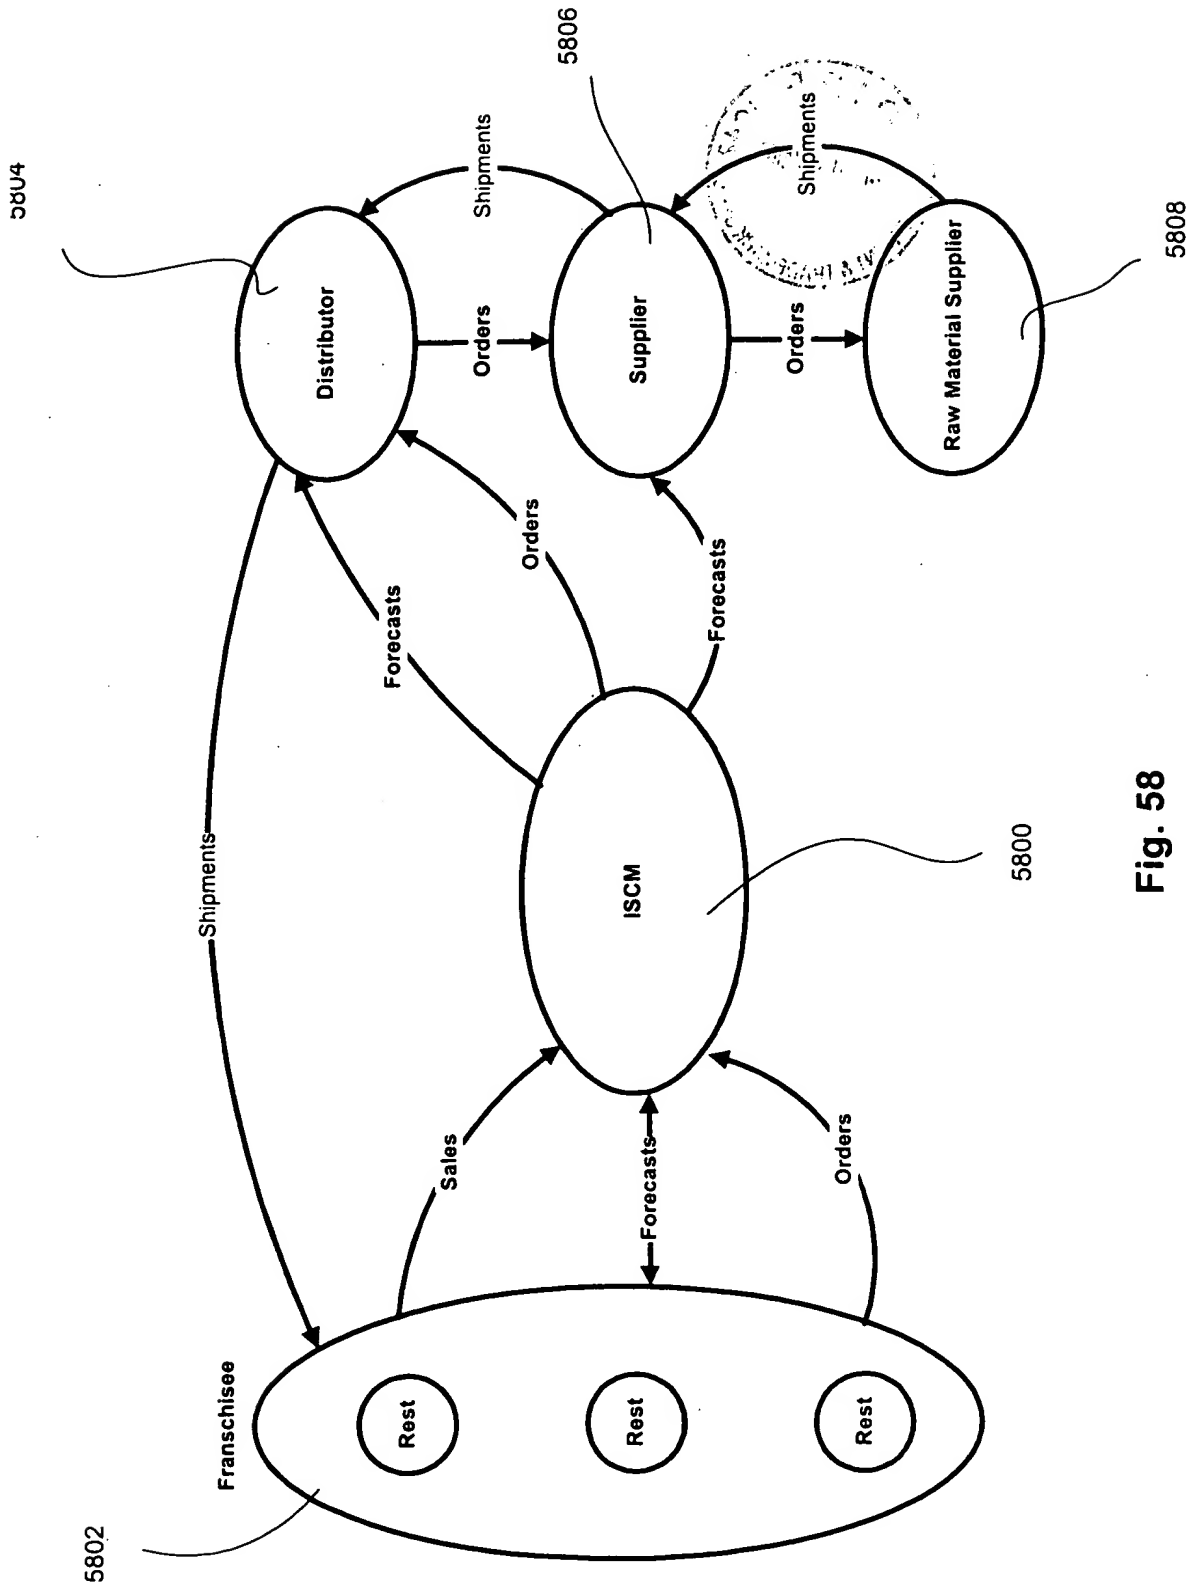 5804
5806
Shipments
Shipments
Distributor
Orders
Supplier
Orders
Raw Material Supplier
5808
Forecasts
Orders
Forecasts
Shipments
ISCM
5800
Fig. 58
Sales
Forecasts
Orders
Franschisee
Rest
Rest
Rest
5802